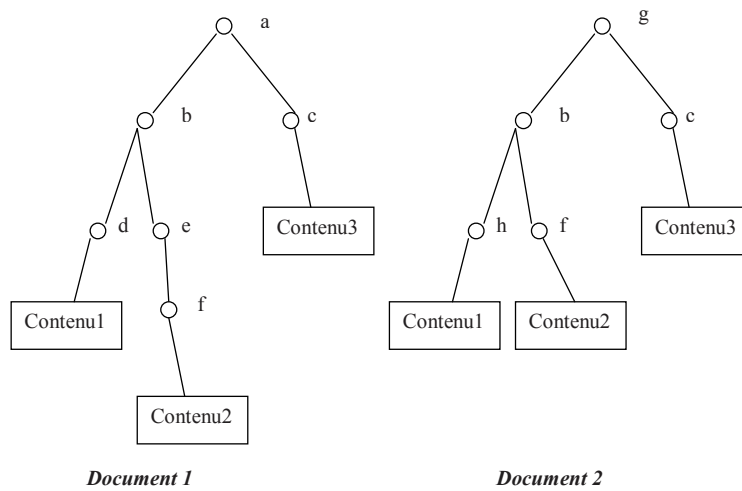 a
g
b
c
b
c
Contenu3
Contenu3
d
e
h
f
Contenu1
f
Contenu1
Contenu2
Contenu2
Document 1
Document 2